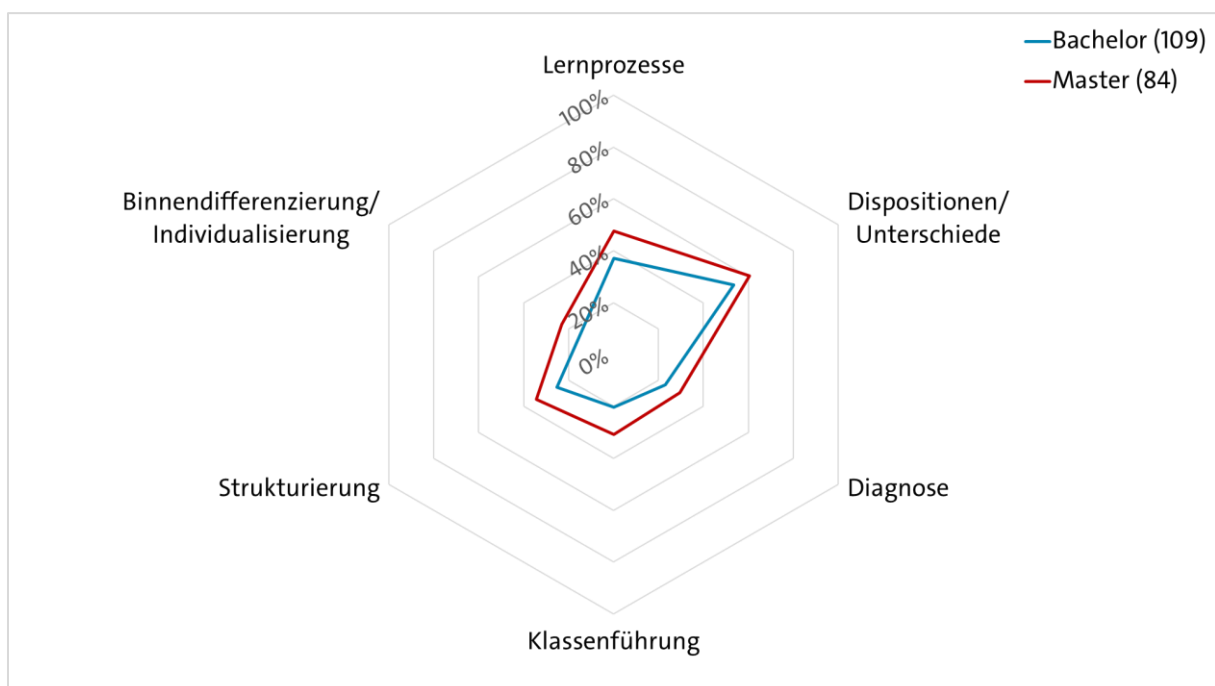 Bachelor (109)
Master (84)
Lernprozesse
100%
80%
60%
40%
20%
0%
Binnendifferenzierung/
Individualisierung
Dispositionen/
Unterschiede
Strukturierung
Diagnose
Klassenführung